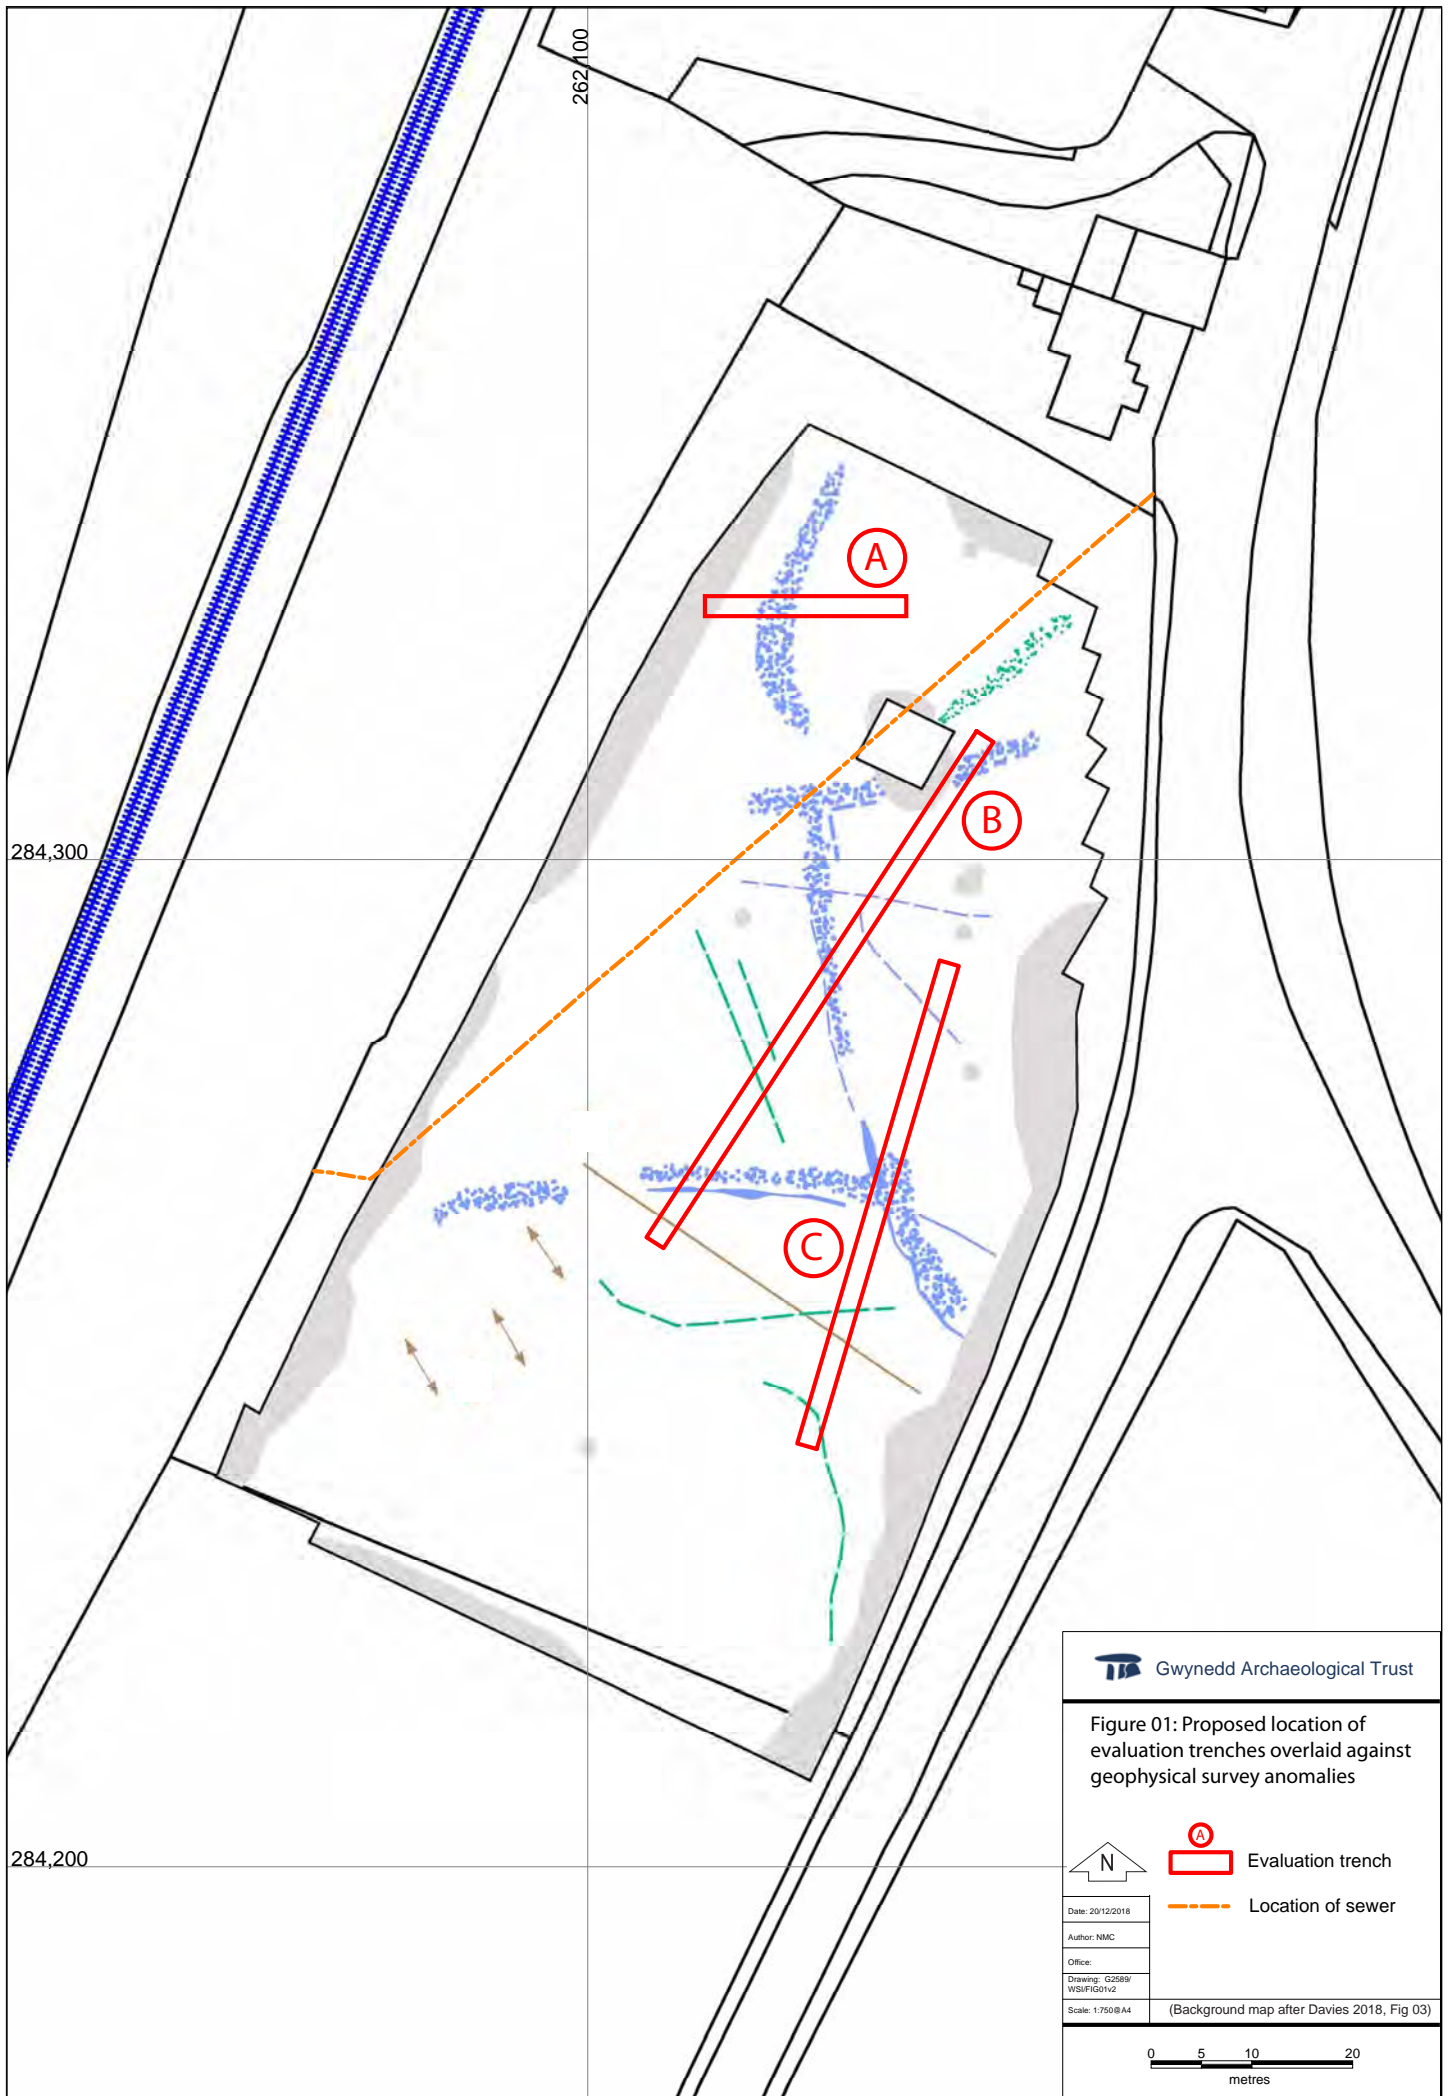 262,100
A
B
284,300
C
Gwynedd Archaeological Trust
Figure 01: Proposed location of
evaluation trenches overlaid against
geophysical survey anomalies
A
N
Evaluation trench
284,200
Location of sewer
Date: 20/12/2018
Author: NMC
Office:
Drawing: G2589/
WSI/FIG01v2
Scale: 1:750@A4
(Background map after Davies 2018, Fig 03)
0 5 10 20
metres